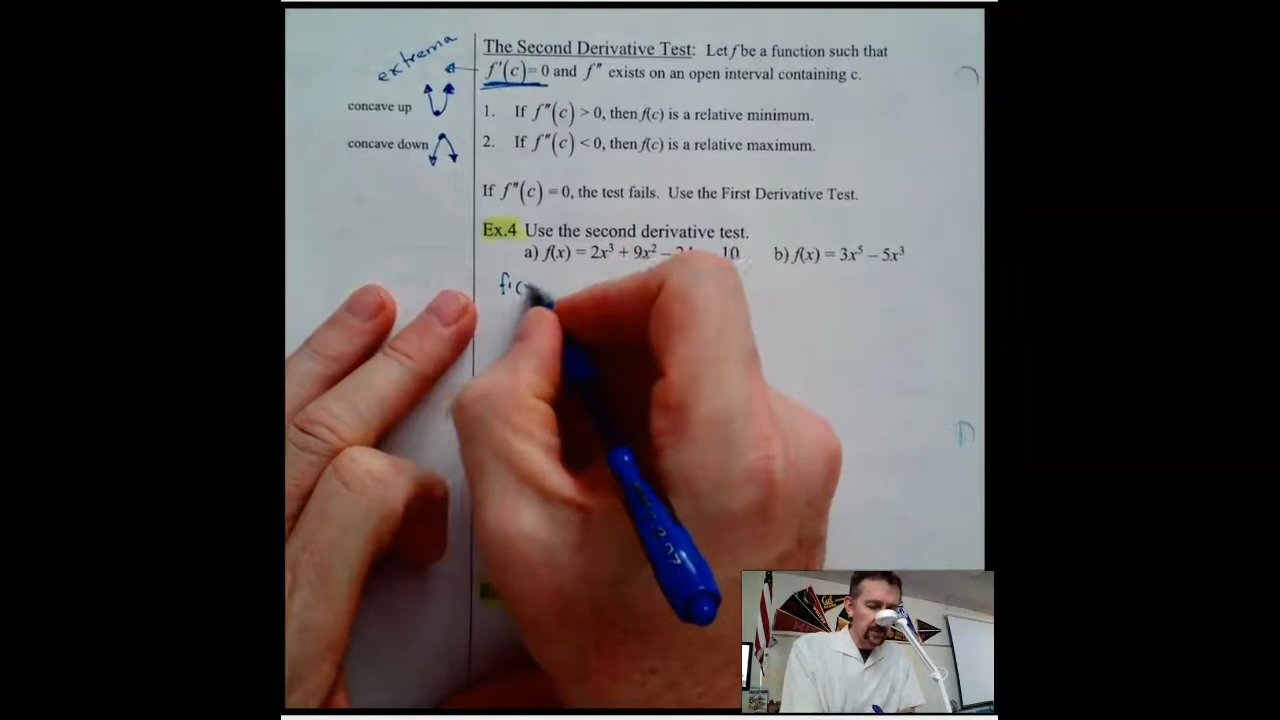 extrema
The Second Derivative Test: Let f be a function such that
f'(c) = 0 and f" exists on an open interval containing c.
concave up
1. If f"(c) > 0, then f(c) is a relative minimum.
concave down
2. If f"(c) < 0, then f(c) is a relative maximum.
If f"(c) = 0, the test fails. Use the First Derivative Test.
Ex.4 Use the second derivative test.
a) f(x) = 2x³ + 9x² – 10 b) f(x) = 3x⁵ – 5x³
f'(